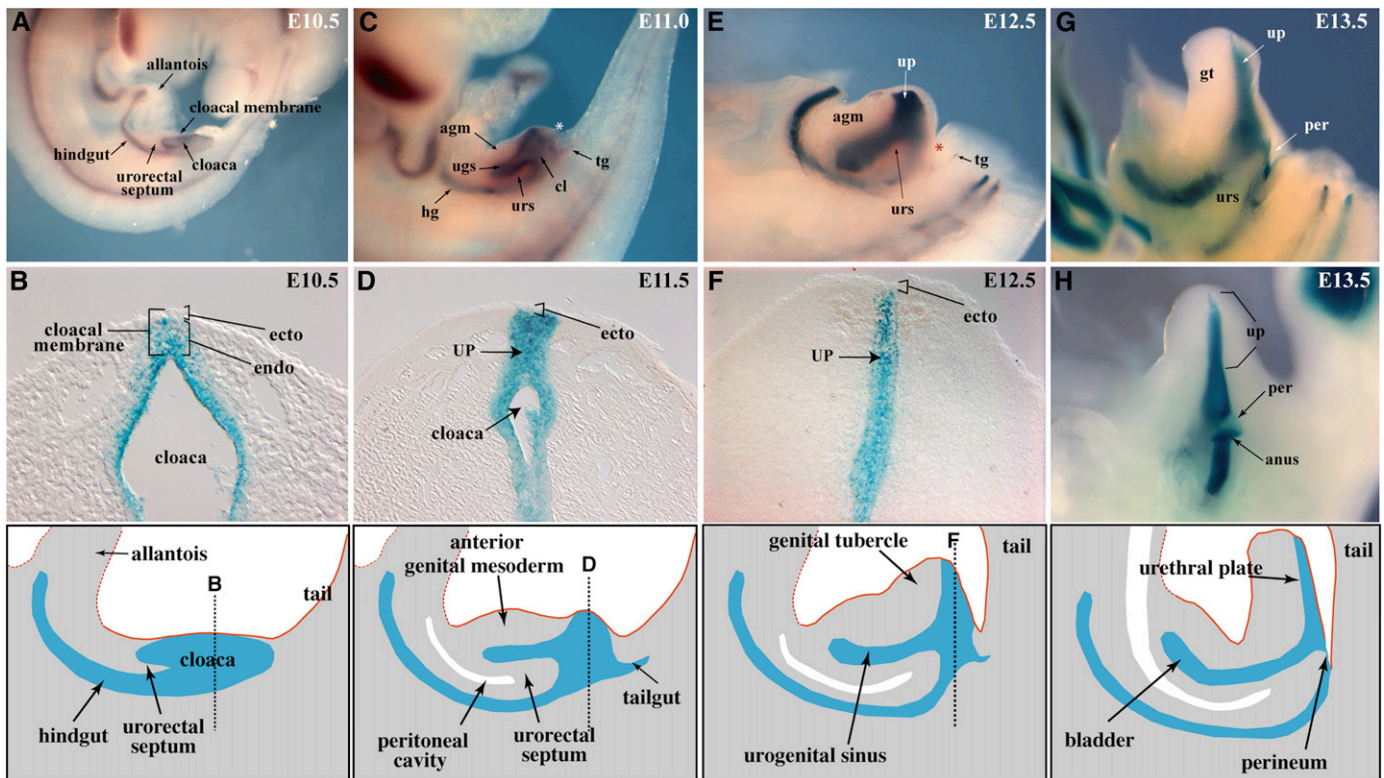 A
E10.5
allantois
cloacal membrane
hindgut
cloaca
urorectal
septum
C
E11.0
*
agm
tg
ugs
cl
hg
urs
E
E12.5
up
agm
*
tg
urs
G
E13.5
up
gt
per
urs
B
E10.5
cloacal
membrane
ecto
endo
cloaca
D
E11.5
ecto
UP
cloaca
F
E12.5
ecto
UP
H
E13.5
up
per
anus
allantois
B
tail
cloaca
hindgut
urorectal
septum
anterior
genital mesoderm
D
tailgut
peritoneal
cavity
urorectal
septum
genital tubercle
F
tail
urogenital sinus
tail
urethral plate
bladder
perineum